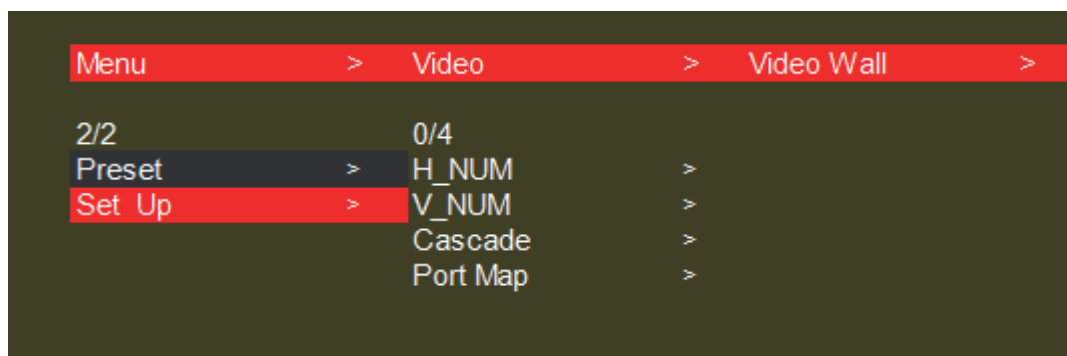 Menu > Video > Video Wall >
2/2 0/4
Preset > H_NUM >
Set Up > V_NUM >
Cascade >
Port Map >